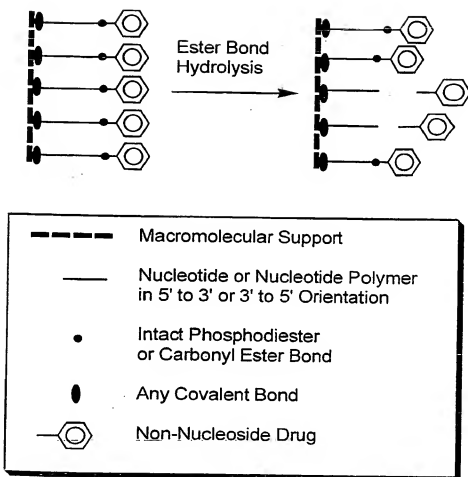 Ester Bond
Hydrolysis
Macromolecular Support
Nucleotide or Nucleotide Polymer
in 5' to 3' or 3' to 5' Orientation
Intact Phosphodiester
or Carbonyl Ester Bond
Any Covalent Bond
Non-Nucleoside Drug